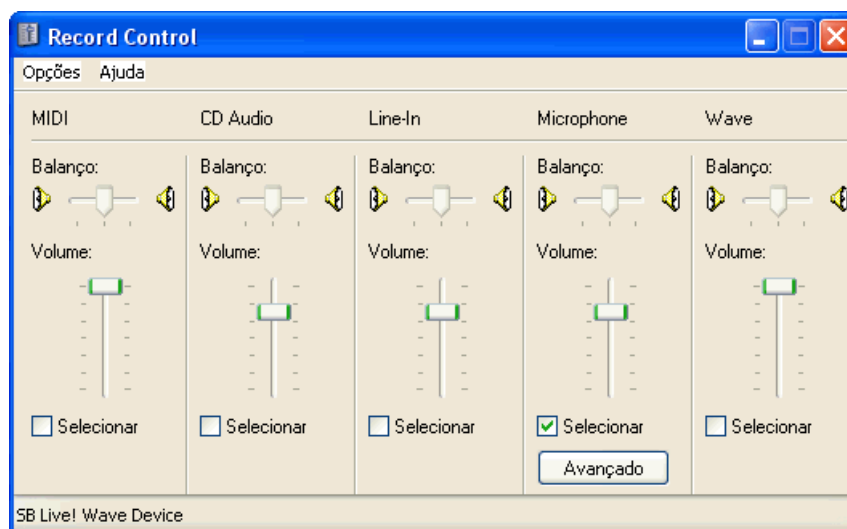 Record Control
Opções Ajuda
MIDI CD Audio Line-In Microphone Wave
Balanço: Balanço: Balanço: Balanço: Balanço:
Volume: Volume: Volume: Volume: Volume:
Selecionar Selecionar Selecionar Selecionar Selecionar
Avançado
SB Live! Wave Device